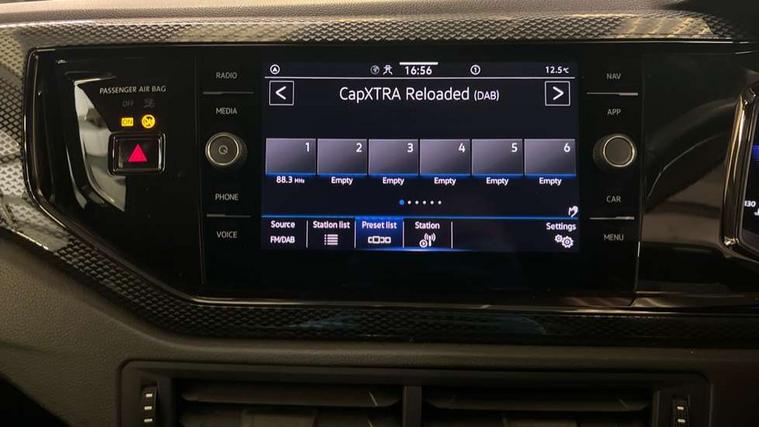 PASSENGER AIR BAG
OFF
ON
RADIO
MEDIA
PHONE
VOICE
16:56
12.5°C
CapXTRA Reloaded (DAB)
1 2 3 4 5 6
88.3 MHz Empty Empty Empty Empty Empty
Source Station list Preset list Station Settings
FM/DAB
NAV
APP
CAR
MENU
130